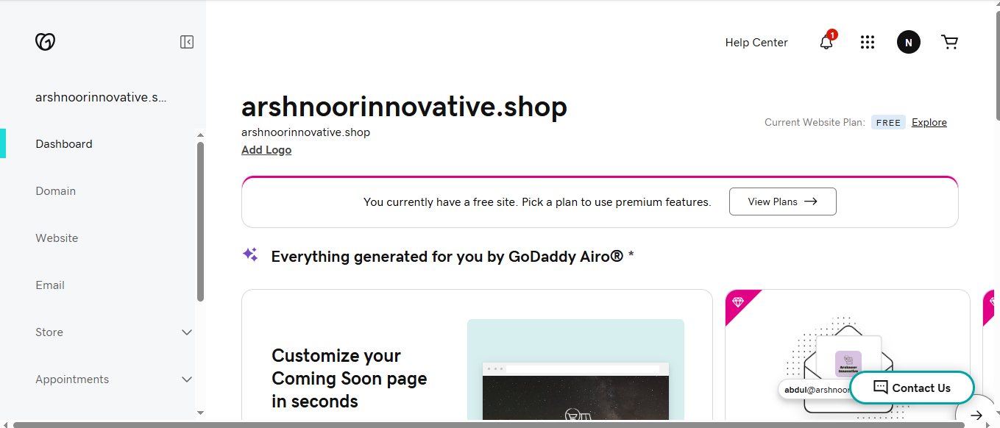 Help Center
1
N
arshnoorinnovative.s...
Dashboard
Domain
Website
Email
Store
Appointments
arshnoorinnovative.shop
arshnoorinnovative.shop
Add Logo
Current Website Plan: FREE Explore
You currently have a free site. Pick a plan to use premium features. View Plans →
Everything generated for you by GoDaddy Airo® *
Customize your
Coming Soon page
in seconds
Arshnoor
Innovative
abdul@arshnoor
Contact Us